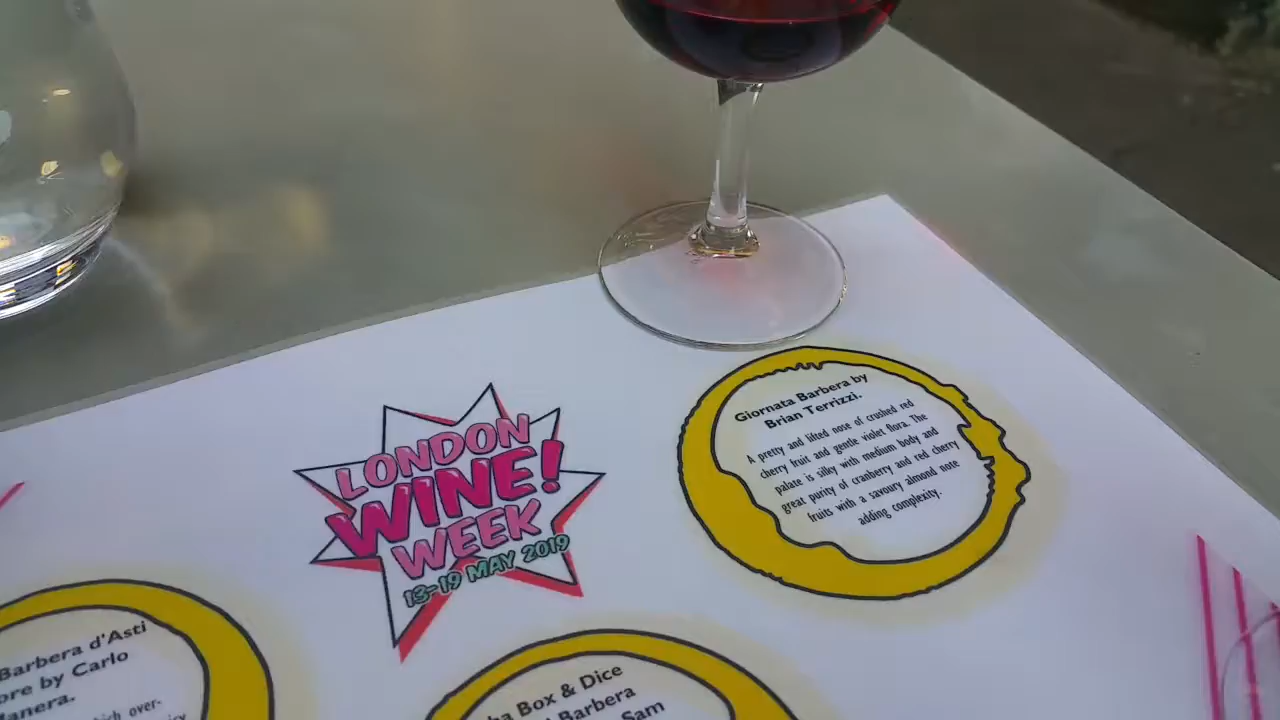 LONDON
WINE!
WEEK
13-19 MAY 2019
Giornata Barbera by
Brian Terrizzi.
A pretty and lifted nose of crushed red
cherry fruit and gentle violet flora. The
palate is silky with medium body and
great purity of cranberry and red cherry
fruits with a savoury almond note
adding complexity.
Barbera d'Asti
by Carlo
Box & Dice
Barbera
Sam